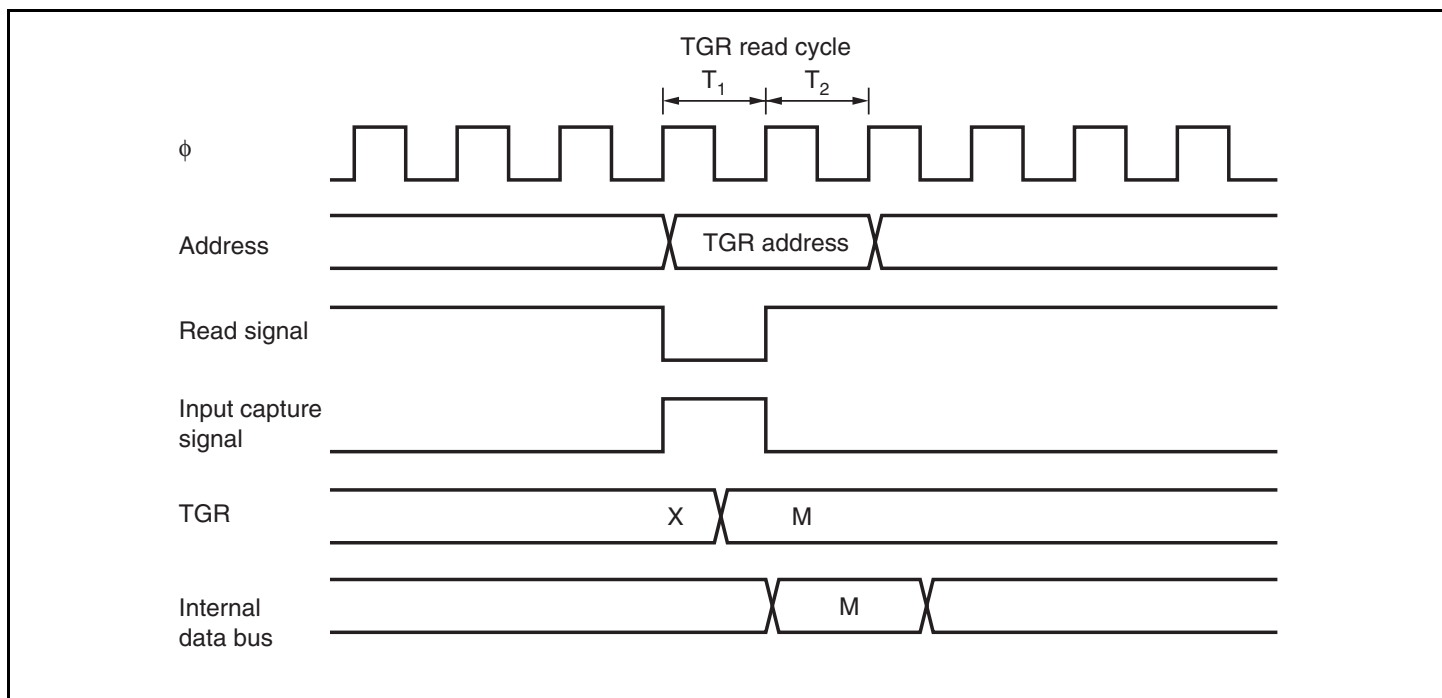 TGR read cycle
T1 T2
ϕ
Address
TGR address
Read signal
Input capture
signal
TGR
X M
Internal
data bus
M